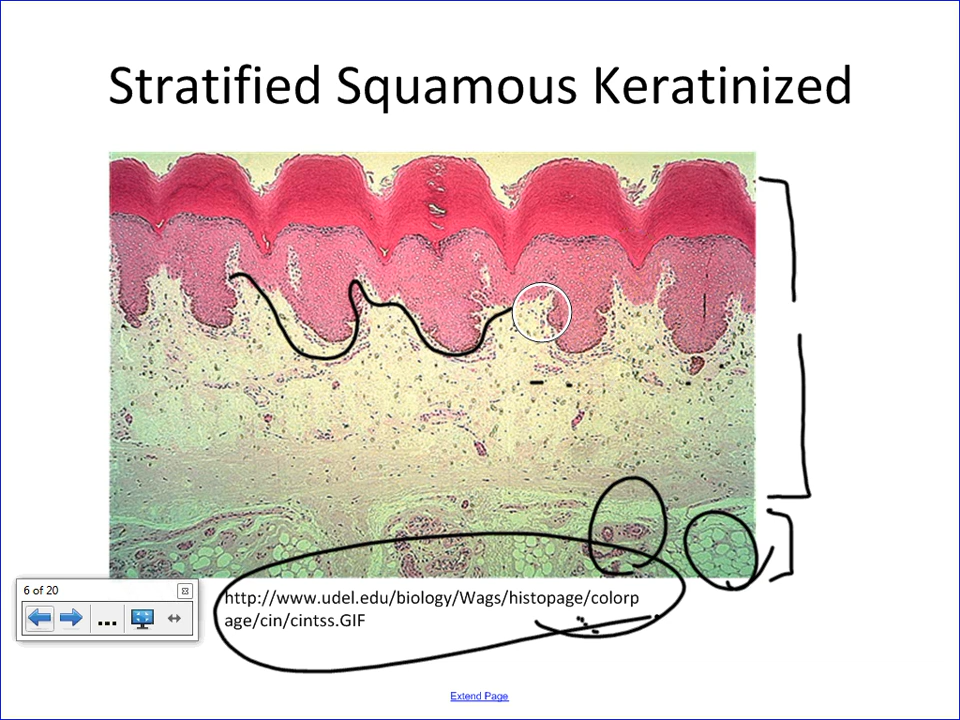 Stratified Squamous Keratinized
6 of 20
http://www.udel.edu/biology/Wags/histopage/colorp
age/cin/cintss.GIF
...
Extend Page